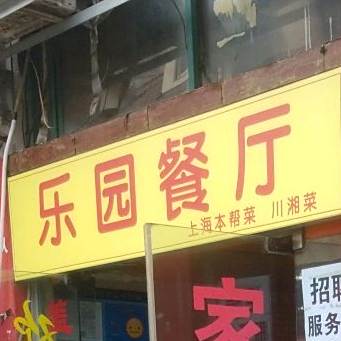 乐园餐厅
上海本帮菜 川湘菜
家
招聘
服务